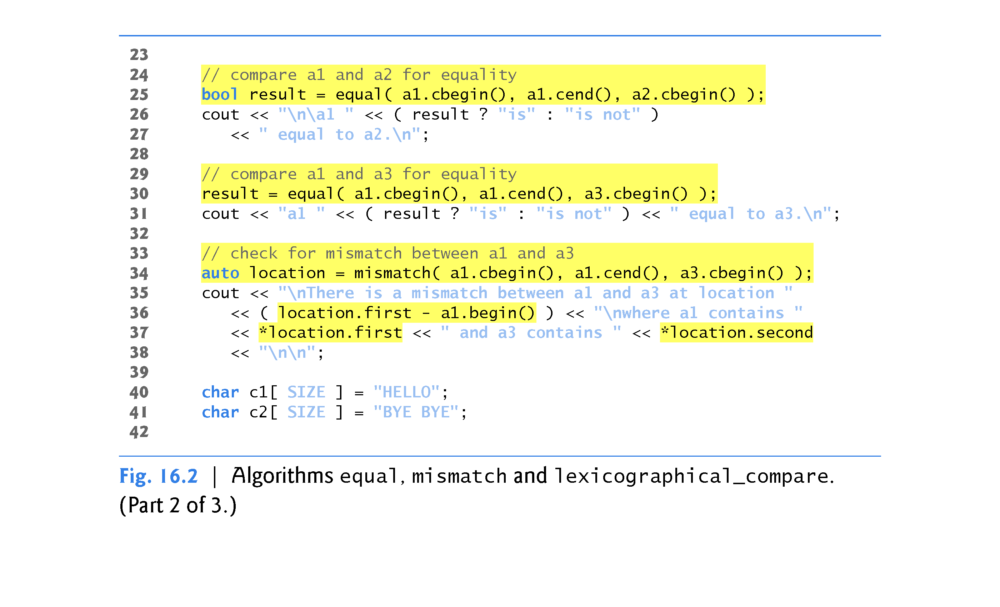 23
24 // compare a1 and a2 for equality
25 bool result = equal( a1.cbegin(), a1.cend(), a2.cbegin() );
26 cout << "\n\a1 " << ( result ? "is" : "is not" )
27 << " equal to a2.\n";
28
29 // compare a1 and a3 for equality
30 result = equal( a1.cbegin(), a1.cend(), a3.cbegin() );
31 cout << "a1 " << ( result ? "is" : "is not" ) << " equal to a3.\n";
32
33 // check for mismatch between a1 and a3
34 auto location = mismatch( a1.cbegin(), a1.cend(), a3.cbegin() );
35 cout << "\nThere is a mismatch between a1 and a3 at location "
36 << ( location.first - a1.begin() ) << "\nwhere a1 contains "
37 << *location.first << " and a3 contains " << *location.second
38 << "\n\n";
39
40 char c1[ SIZE ] = "HELLO";
41 char c2[ SIZE ] = "BYE BYE";
42
Fig. 16.2 | Algorithms equal, mismatch and lexicographical_compare.
(Part 2 of 3.)